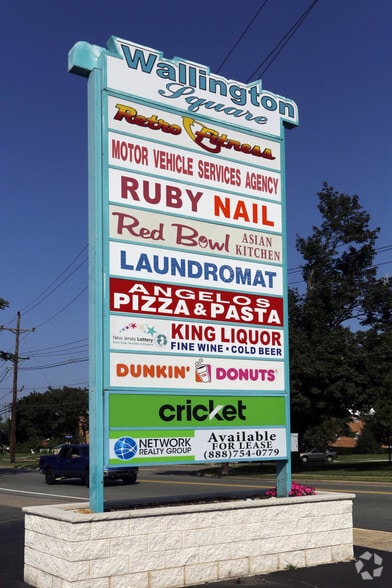 Wallington
Square
Retro Fitness
MOTOR VEHICLE SERVICES AGENCY
RUBY NAIL
Red Bowl ASIAN
KITCHEN
LAUNDROMAT
ANGELOS
PIZZA & PASTA
New Jersey Lottery
KING LIQUOR
FINE WINE • COLD BEER
DUNKIN' DONUTS
cricket
NETWORK
REALTY GROUP
Available
FOR LEASE
(888)754-0779